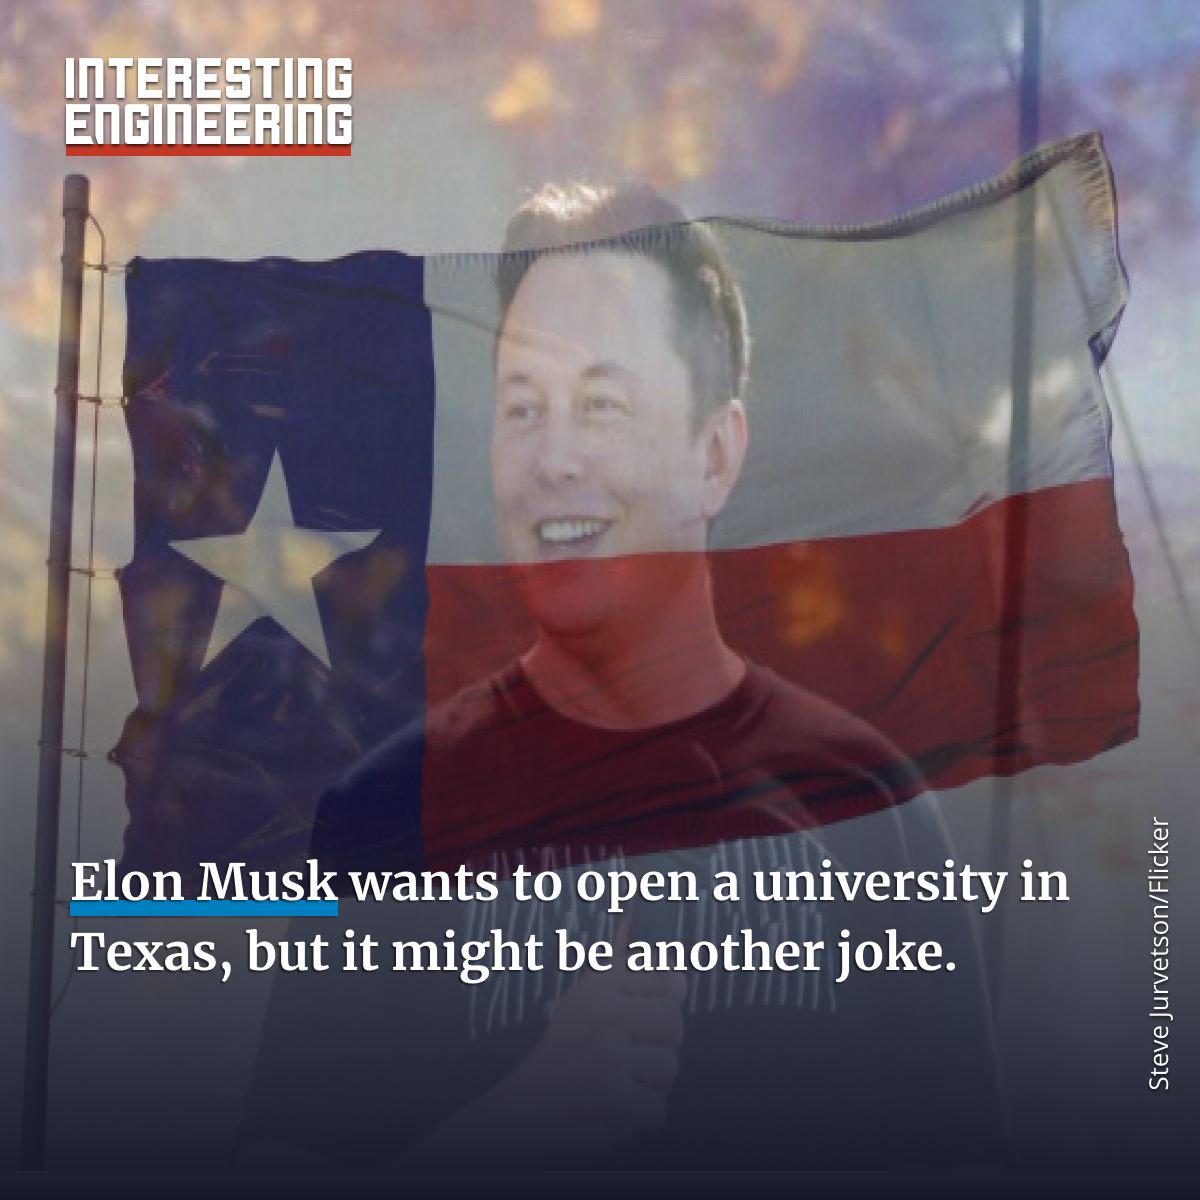 INTERESTING
ENGINEERING
Elon Musk wants to open a university in
Texas, but it might be another joke.
Steve Jurvetson/Flicker